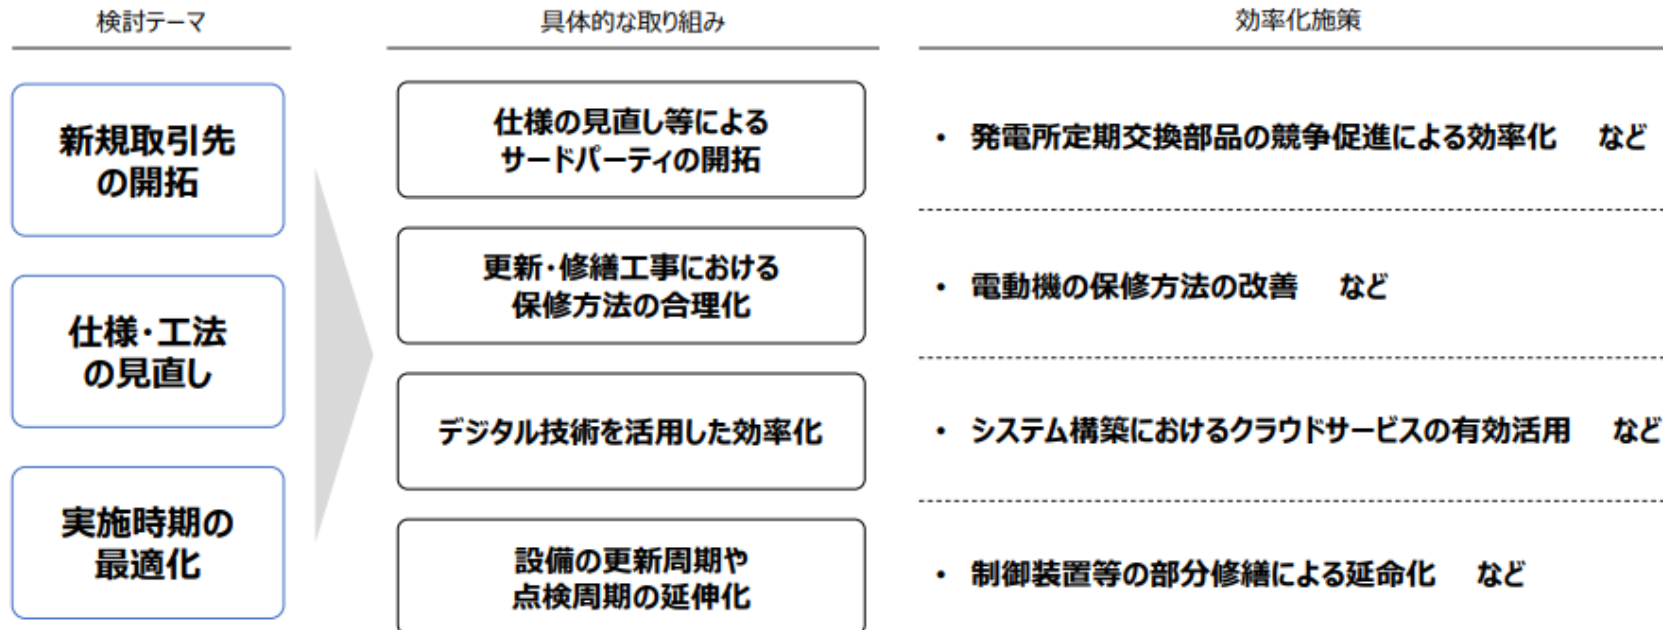 検討テーマ
具体的な取り組み
効率化施策
新規取引先
の開拓
仕様・工法
の見直し
実施時期の
最適化
仕様の見直し等による
サードパーティの開拓
・ 発電所定期交換部品の競争促進による効率化 など
更新・修繕工事における
保修方法の合理化
・ 電動機の保修方法の改善 など
デジタル技術を活用した効率化
・ システム構築におけるクラウドサービスの有効活用 など
設備の更新周期や
点検周期の延伸化
・ 制御装置等の部分修繕による延命化 など